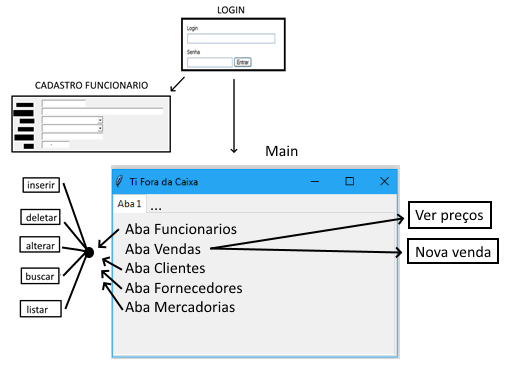 LOGIN
Login
Senha
Entrar
CADASTRO FUNCIONARIO
Main
Ti Fora da Caixa
Aba 1 ...
inserir
deletar
alterar
buscar
listar
Aba Funcionarios
Aba Vendas
Aba Clientes
Aba Fornecedores
Aba Mercadorias
Ver preços
Nova venda